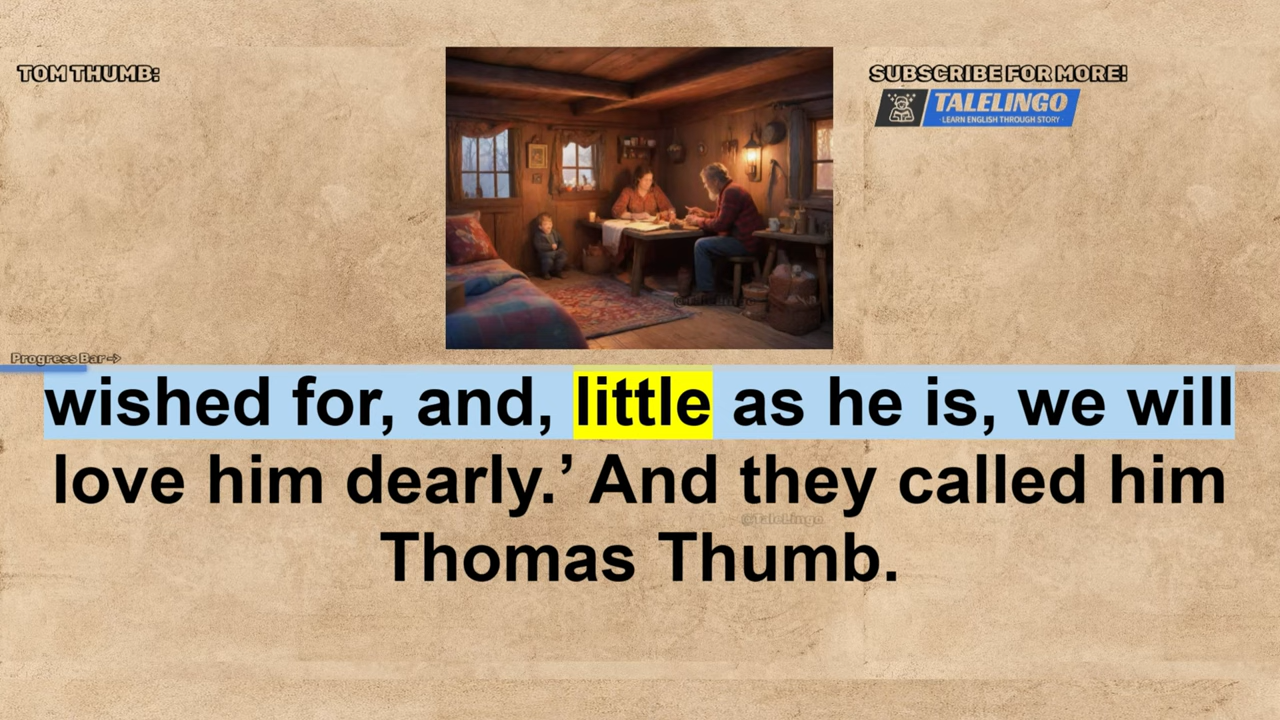 TOM THUMB:
SUBSCRIBE FOR MORE!
TALELINGO
LEARN ENGLISH THROUGH STORY
Progress Bar->
wished for, and, little as he is, we will
love him dearly.’ And they called him
@TaleLingo
Thomas Thumb.